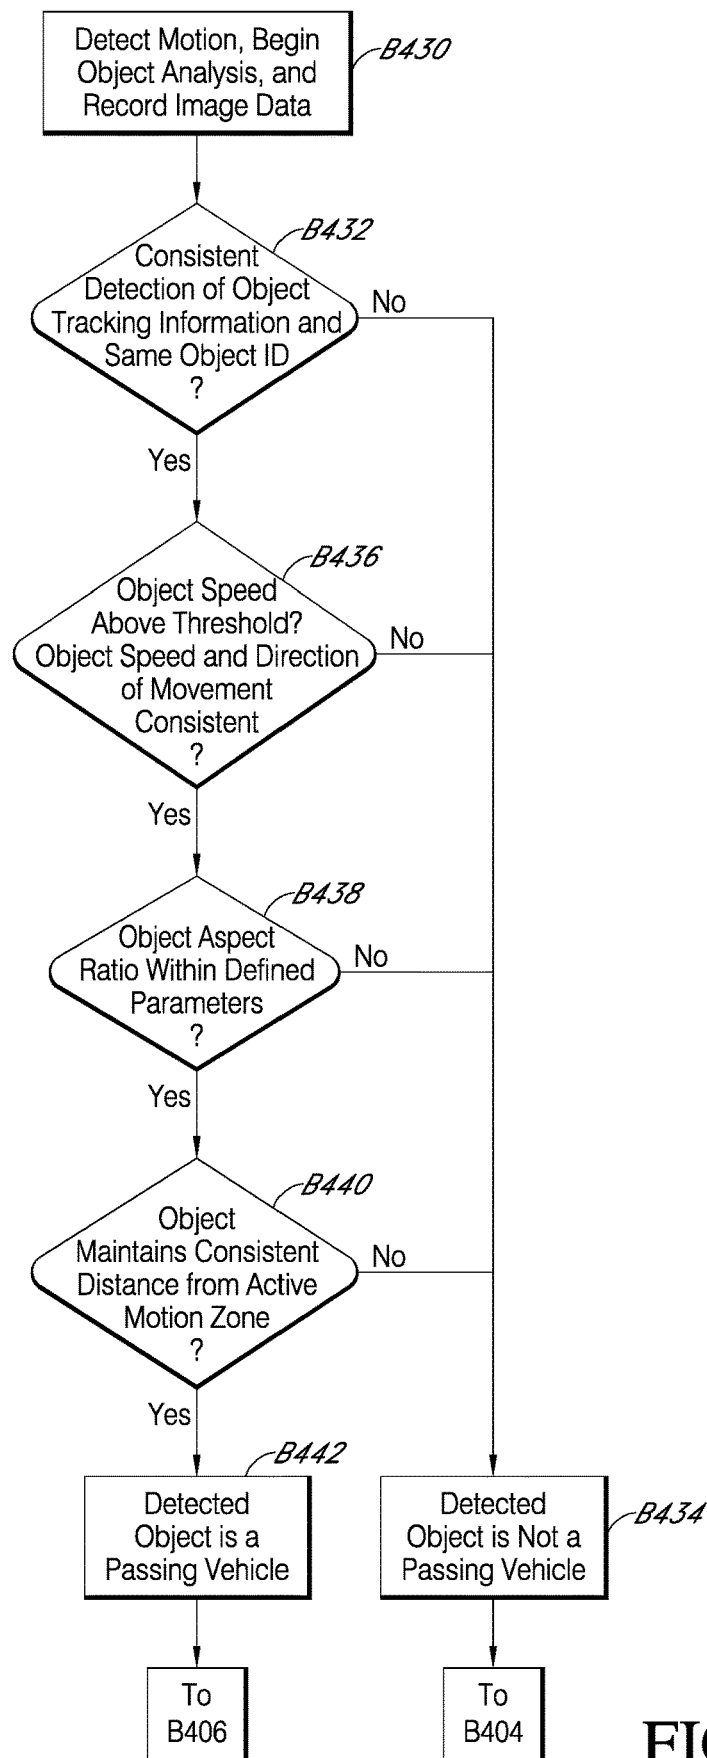 Detect Motion, Begin
Object Analysis, and
Record Image Data
B430
B432
Consistent
Detection of Object
Tracking Information and
Same Object ID
?
No
Yes
B436
Object Speed
Above Threshold?
Object Speed and Direction
of Movement
Consistent
?
No
Yes
B438
Object Aspect
Ratio Within Defined
Parameters
?
No
Yes
B440
Object
Maintains Consistent
Distance from Active
Motion Zone
?
No
Yes
B442
Detected
Object is a
Passing Vehicle
B434
Detected
Object is Not a
Passing Vehicle
To
B406
To
B404